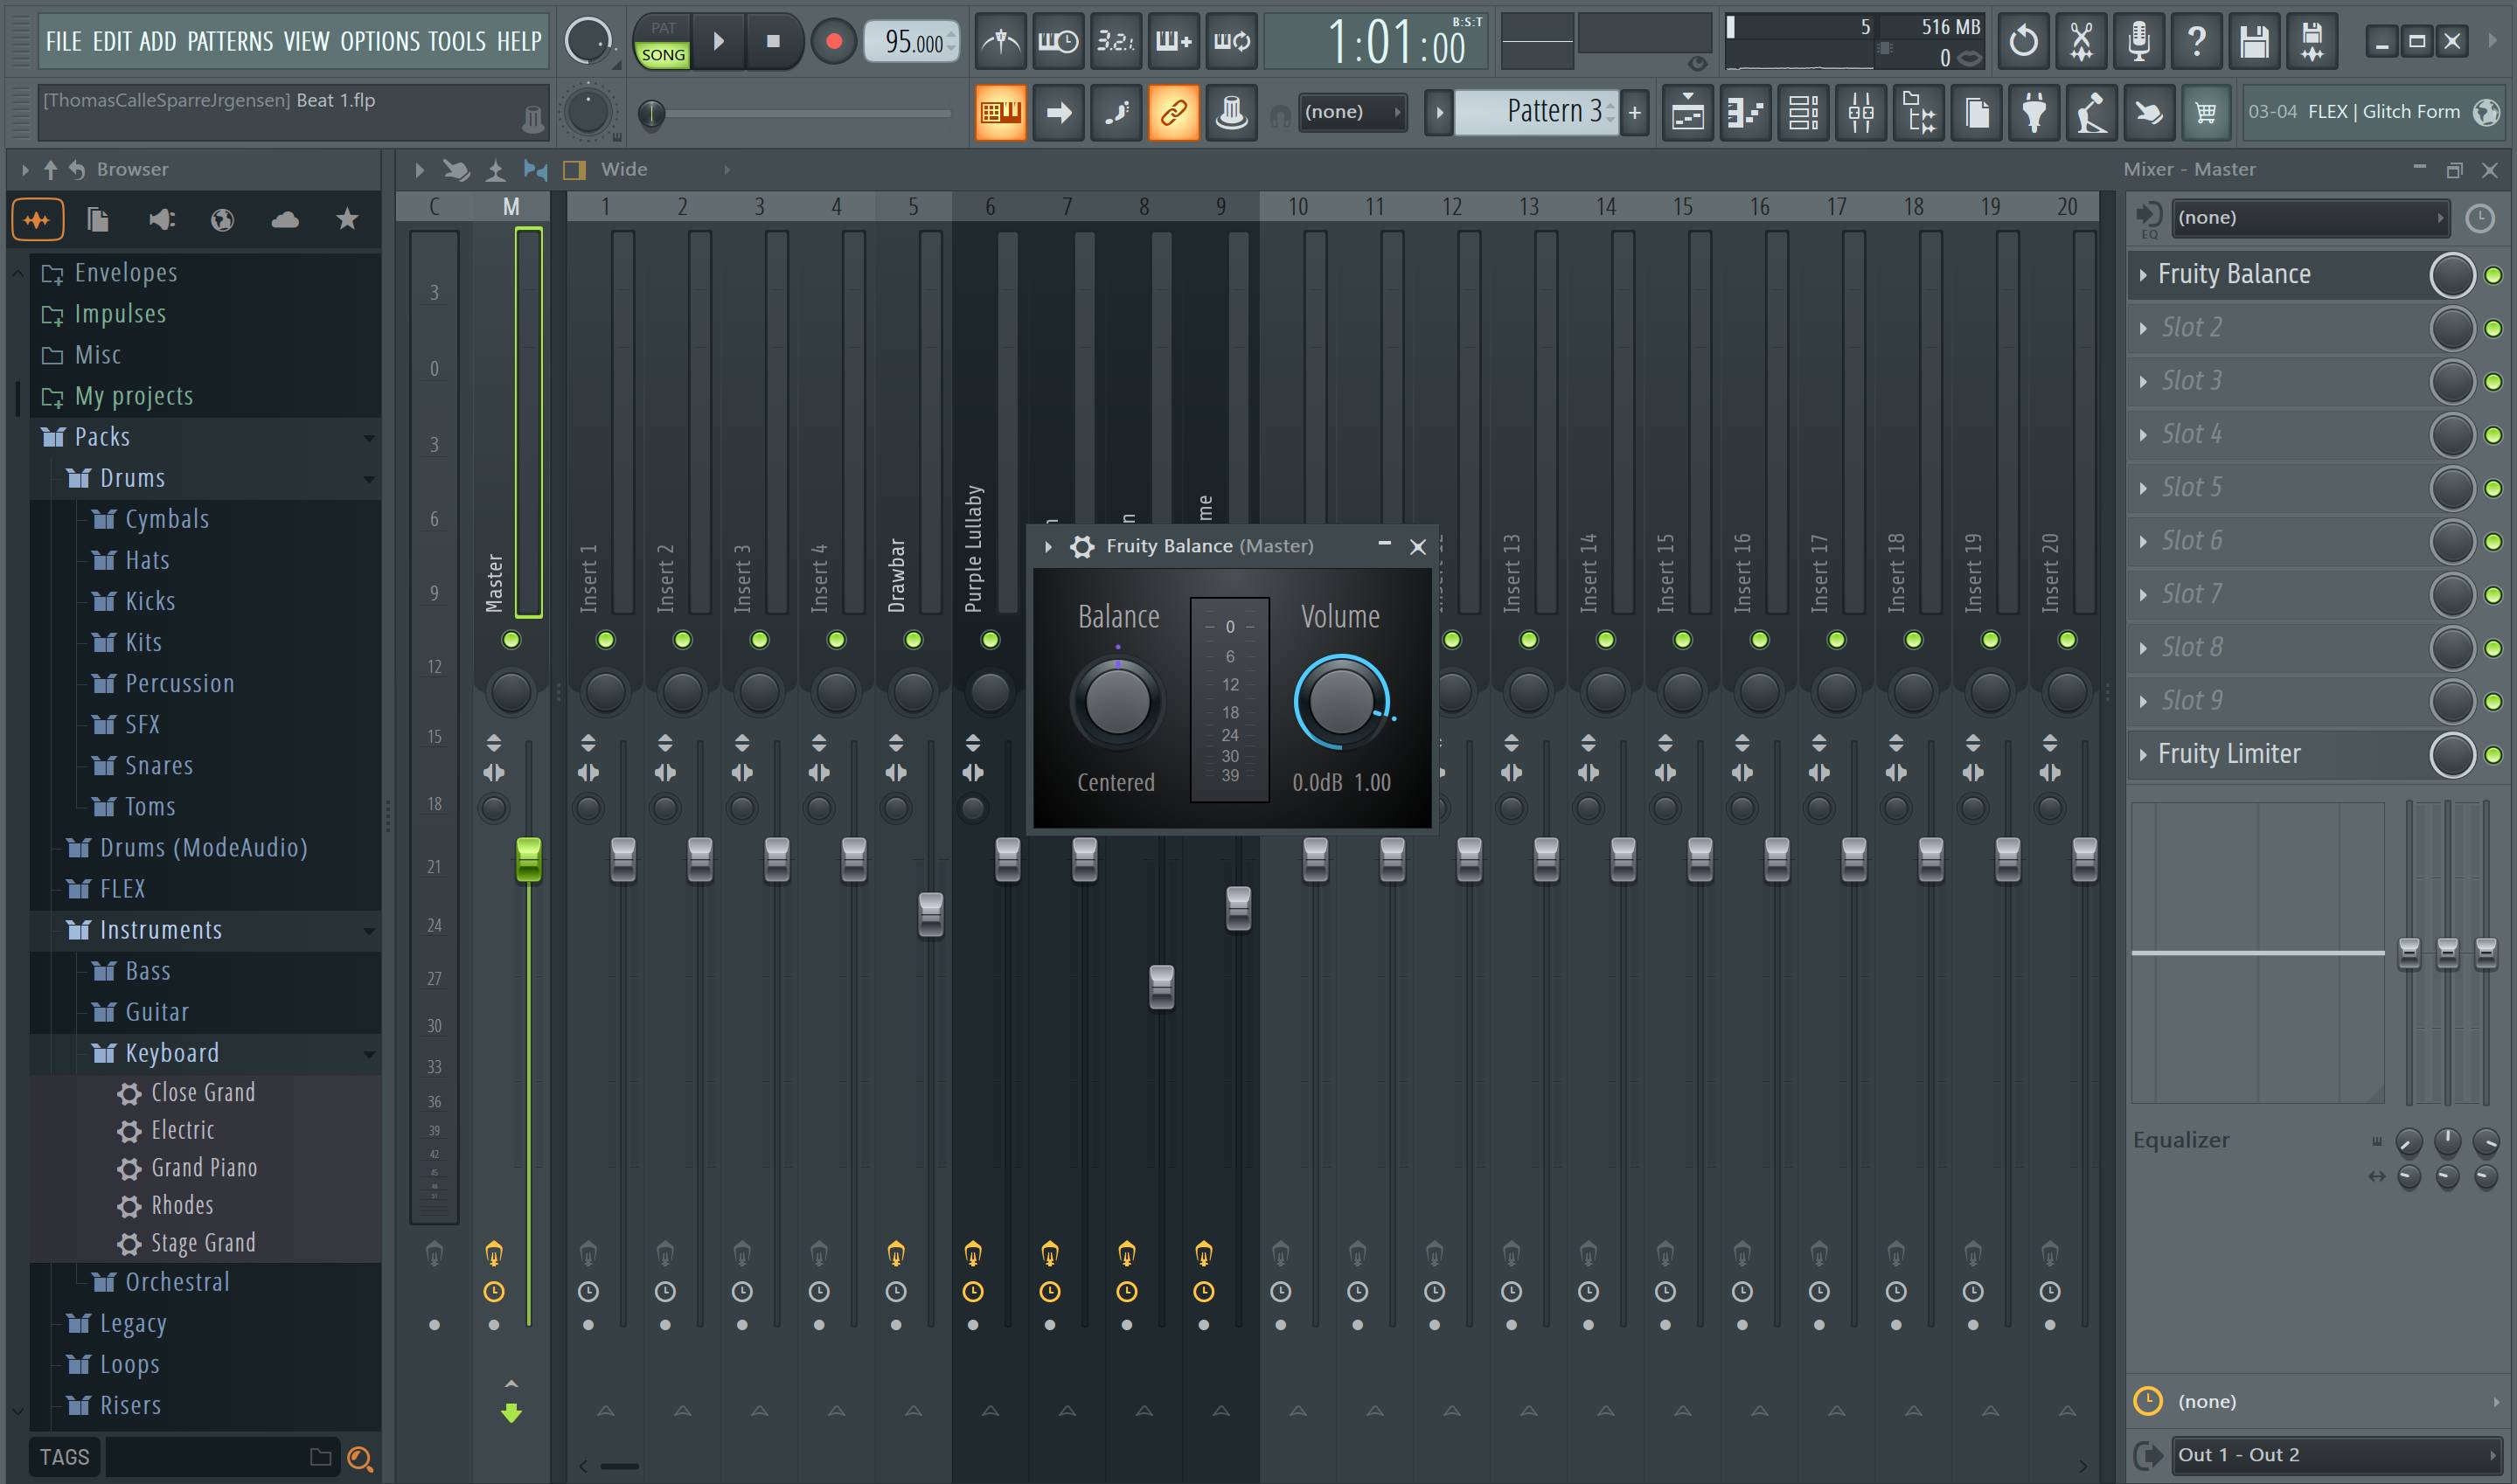 FILE EDIT ADD PATTERNS VIEW OPTIONS TOOLS HELP
PAT
SONG
95.000
3.2.
1:01:00
B:S:T
5
516 MB
0
[ThomasCalleSparreJrgensen] Beat 1.flp
(none)
Pattern 3
+
03-04 FLEX | Glitch Form
Browser
Wide
Mixer - Master
Envelopes
Impulses
Misc
My projects
Packs
Drums
Cymbals
Hats
Kicks
Kits
Percussion
SFX
Snares
Toms
Drums (ModeAudio)
FLEX
Instruments
Bass
Guitar
Keyboard
Close Grand
Electric
Grand Piano
Rhodes
Stage Grand
Orchestral
Legacy
Loops
Risers
TAGS
C M 1 2 3 4 5 6 7 8 9 10 11 12 13 14 15 16 17 18 19 20
3
0
3
6
9
12
15
18
21
24
27
30
33
36
39
42
45
Master
Insert 1
Insert 2
Insert 3
Insert 4
Drawbar
Purple Lullaby
n
n
me
Insert 13
Insert 14
Insert 15
Insert 16
Insert 17
Insert 18
Insert 19
Insert 20
Fruity Balance (Master)
Balance
Volume
0
6
12
18
24
30
39
Centered
0.0dB 1.00
EQ
(none)
Fruity Balance
Slot 2
Slot 3
Slot 4
Slot 5
Slot 6
Slot 7
Slot 8
Slot 9
Fruity Limiter
Equalizer
(none)
Out 1 - Out 2